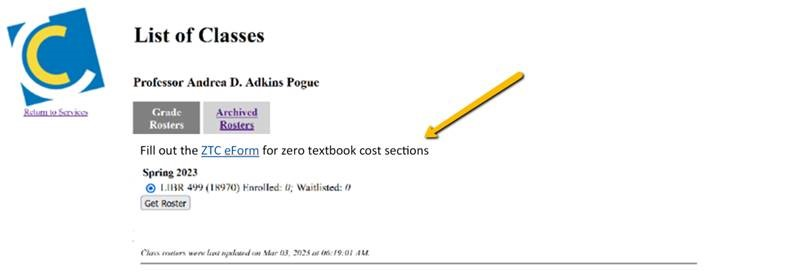 List of Classes
Professor Andrea D. Adkins Pogue
Return to Services
Grade Rosters
Archived Rosters
Fill out the ZTC eForm for zero textbook cost sections
Spring 2023
LIBR 499 (18970) Enrolled: 0; Waitlisted: 0
Get Roster
Class rosters were last updated on Mar 03, 2023 at 06:19:01 AM.